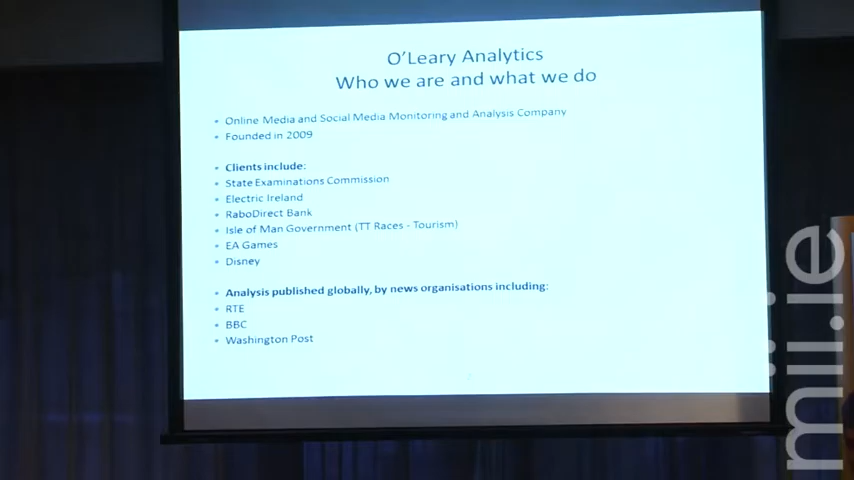 O'Leary Analytics
Who we are and what we do
• Online Media and Social Media Monitoring and Analysis Company
• Founded in 2009
• Clients include:
• State Examinations Commission
• Electric Ireland
• RaboDirect Bank
• Isle of Man Government (TT Races - Tourism)
• EA Games
• Disney
• Analysis published globally, by news organisations including:
• RTE
• BBC
• Washington Post
mii.ie